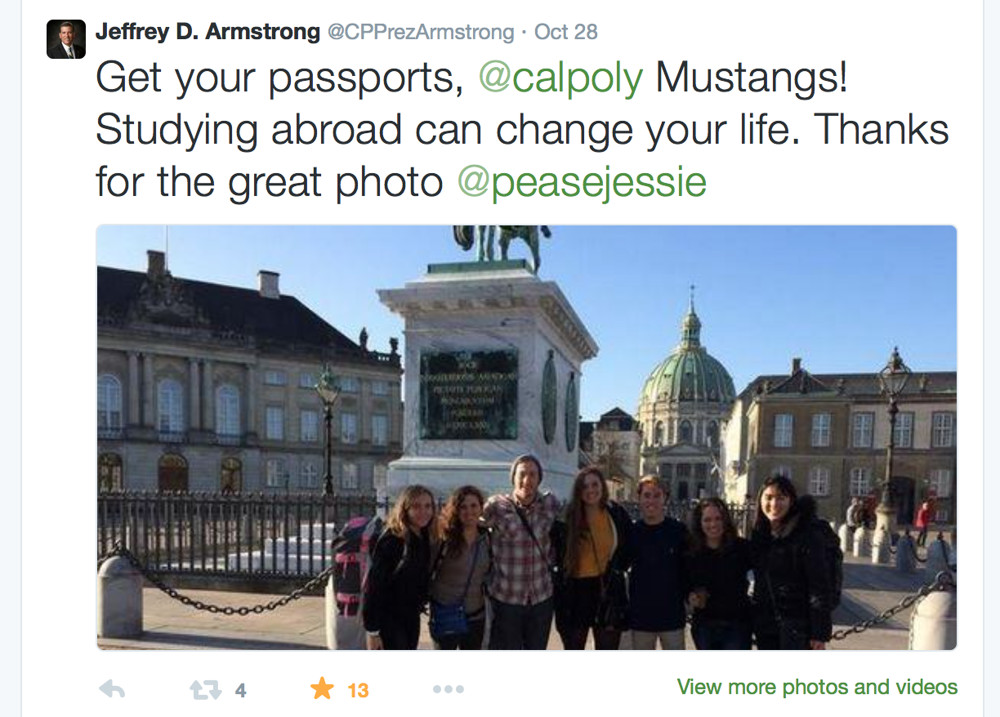 Jeffrey D. Armstrong @CPPrezArmstrong · Oct 28
Get your passports, @calpoly Mustangs!
Studying abroad can change your life. Thanks
for the great photo @peasejessie
4 13 View more photos and videos